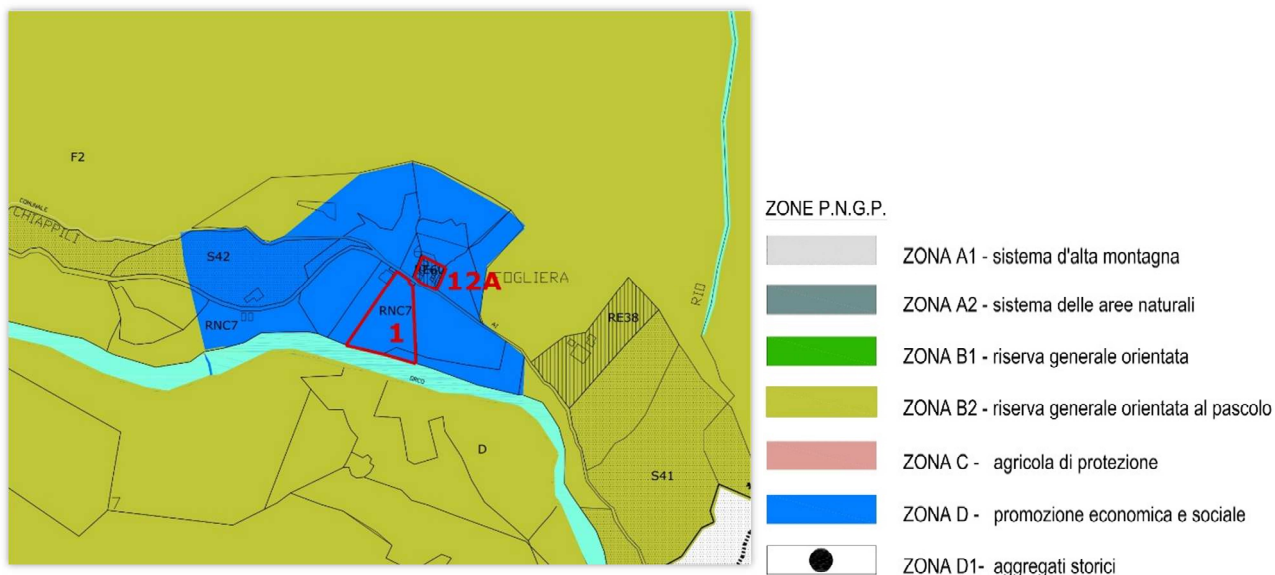 F2
COMUNALE
CHIAPPILI
S42
12A
OGLIERA
RIO
RNC7
RNC7
1
AL
RE38
ORCO
D
S41
7
ZONE P.N.G.P.
ZONA A1 - sistema d'alta montagna
ZONA A2 - sistema delle aree naturali
ZONA B1 - riserva generale orientata
ZONA B2 - riserva generale orientata al pascolo
ZONA C - agricola di protezione
ZONA D - promozione economica e sociale
ZONA D1- aggregati storici